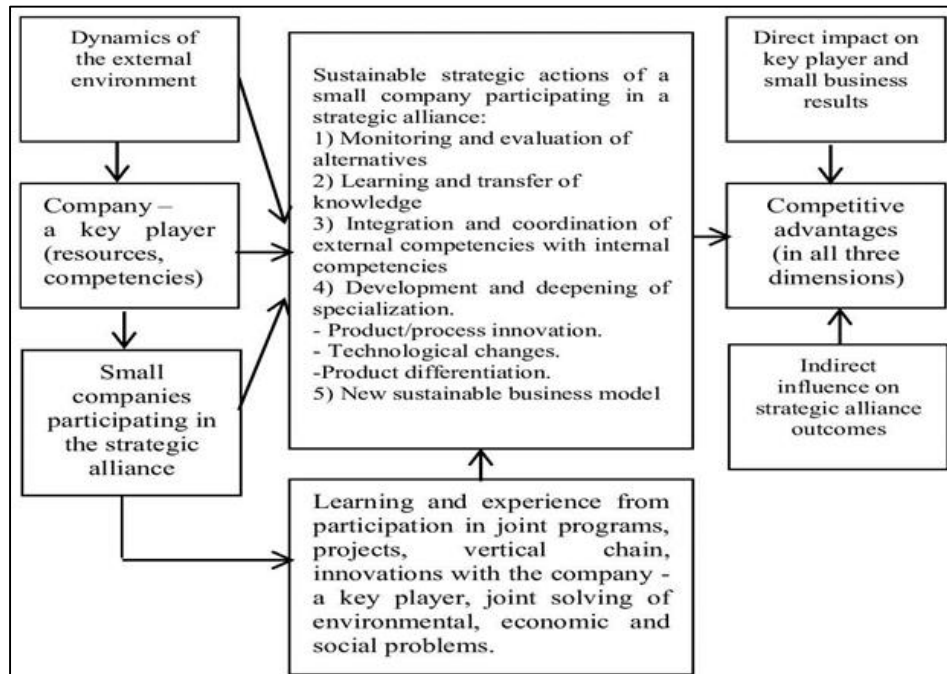 Dynamics of
the external
environment
Company –
a key player
(resources,
competencies)
Small
companies
participating in
the strategic
alliance
Sustainable strategic actions of a
small company participating in a
strategic alliance:
1) Monitoring and evaluation of
alternatives
2) Learning and transfer of
knowledge
3) Integration and coordination of
external competencies with internal
competencies
4) Development and deepening of
specialization.
- Product/process innovation.
- Technological changes.
-Product differentiation.
5) New sustainable business model
Learning and experience from
participation in joint programs,
projects, vertical chain,
innovations with the company -
a key player, joint solving of
environmental, economic and
social problems.
Direct impact on
key player and
small business
results
Competitive
advantages
(in all three
dimensions)
Indirect
influence on
strategic alliance
outcomes